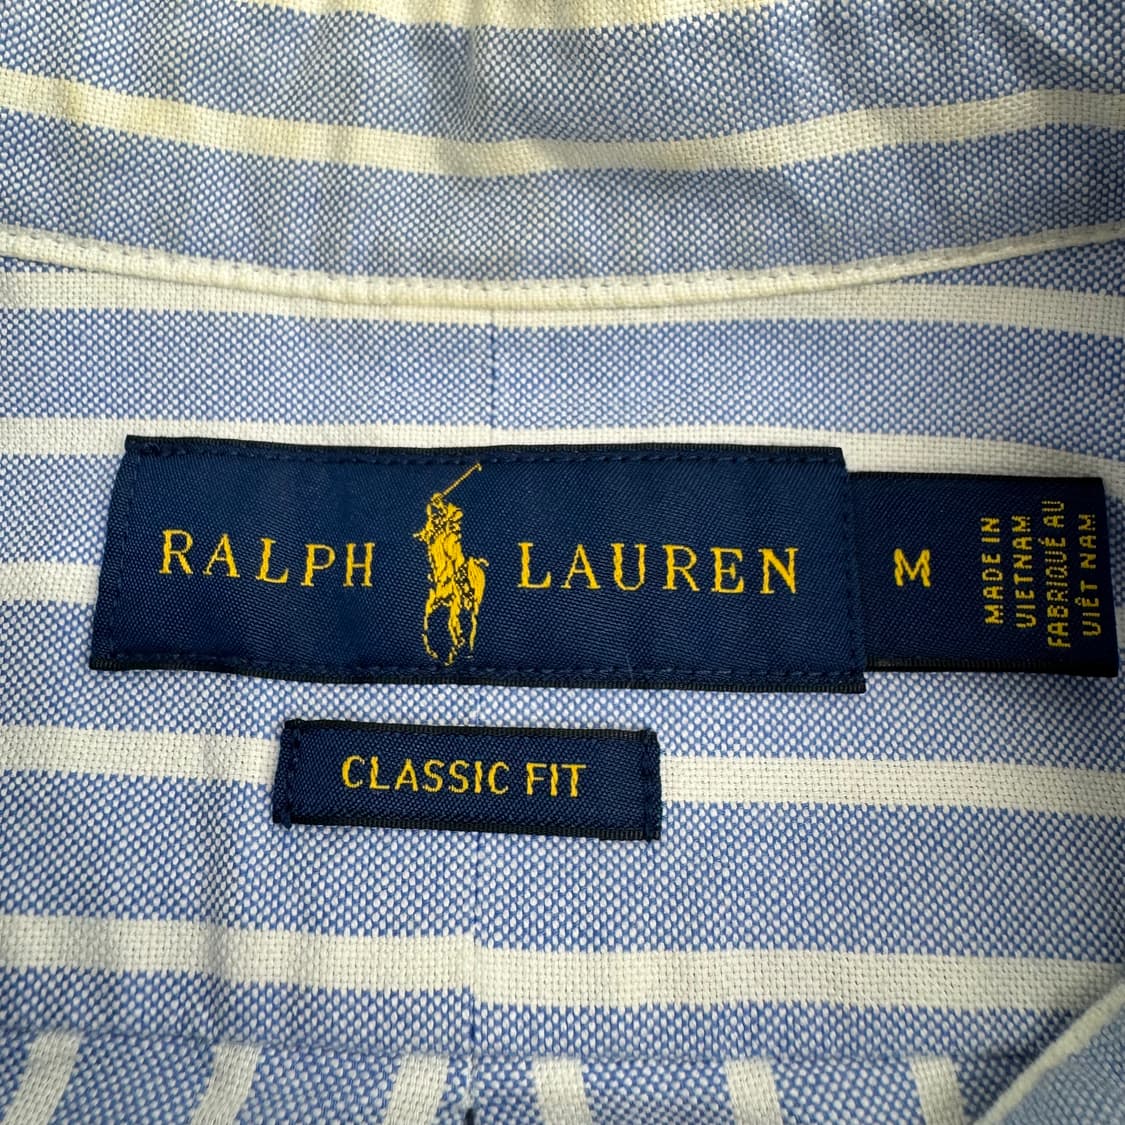 RALPH LAUREN
M
MADE IN
VIETNAM
FABRIQUÉ AU
VIÊT NAM
CLASSIC FIT